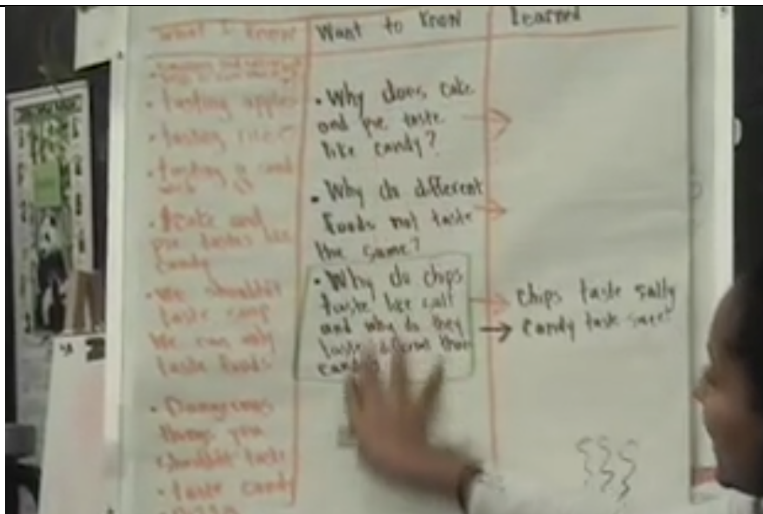 What I know
Want to Know
Learned
• tasting apples
• tasting rice
• cake and
pie tastes like
candy
• We shouldn't
taste soap
We can only
taste foods
• Dangerous
things you
shouldn't taste
• taste candy
• Why does cake
and pie taste
like candy?
• Why do different
foods not taste
the same?
• Why do chips
taste like salt
and why do they
taste different than
candy
Chips taste salty
Candy taste sweet